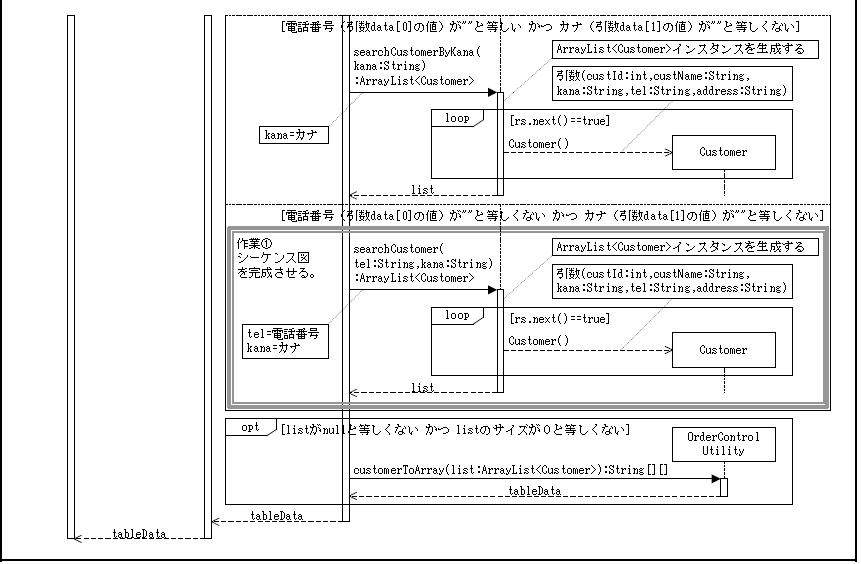 [電話番号（引数data[0]の値）が""と等しい かつ カナ（引数data[1]の値）が""と等しくない]
searchCustomerByKana(
kana:String)
:ArrayList<Customer>
ArrayList<Customer>インスタンスを生成する
引数(custId:int,custName:String,
kana:String,tel:String,address:String)
loop
[rs.next()==true]
kana=カナ
Customer()
Customer
list
[電話番号（引数data[0]の値）が""と等しくない かつ カナ（引数data[1]の値）が""と等しくない]
作業①
シーケンス図
を完成させる。
searchCustomer(
tel:String,kana:String)
:ArrayList<Customer>
ArrayList<Customer>インスタンスを生成する
引数(custId:int,custName:String,
kana:String,tel:String,address:String)
loop
[rs.next()==true]
tel=電話番号
kana=カナ
Customer()
Customer
list
opt
[listがnullと等しくない かつ listのサイズが０と等しくない]
OrderControl
Utility
customerToArray(list:ArrayList<Customer>):String[][]
tableData
tableData
tableData